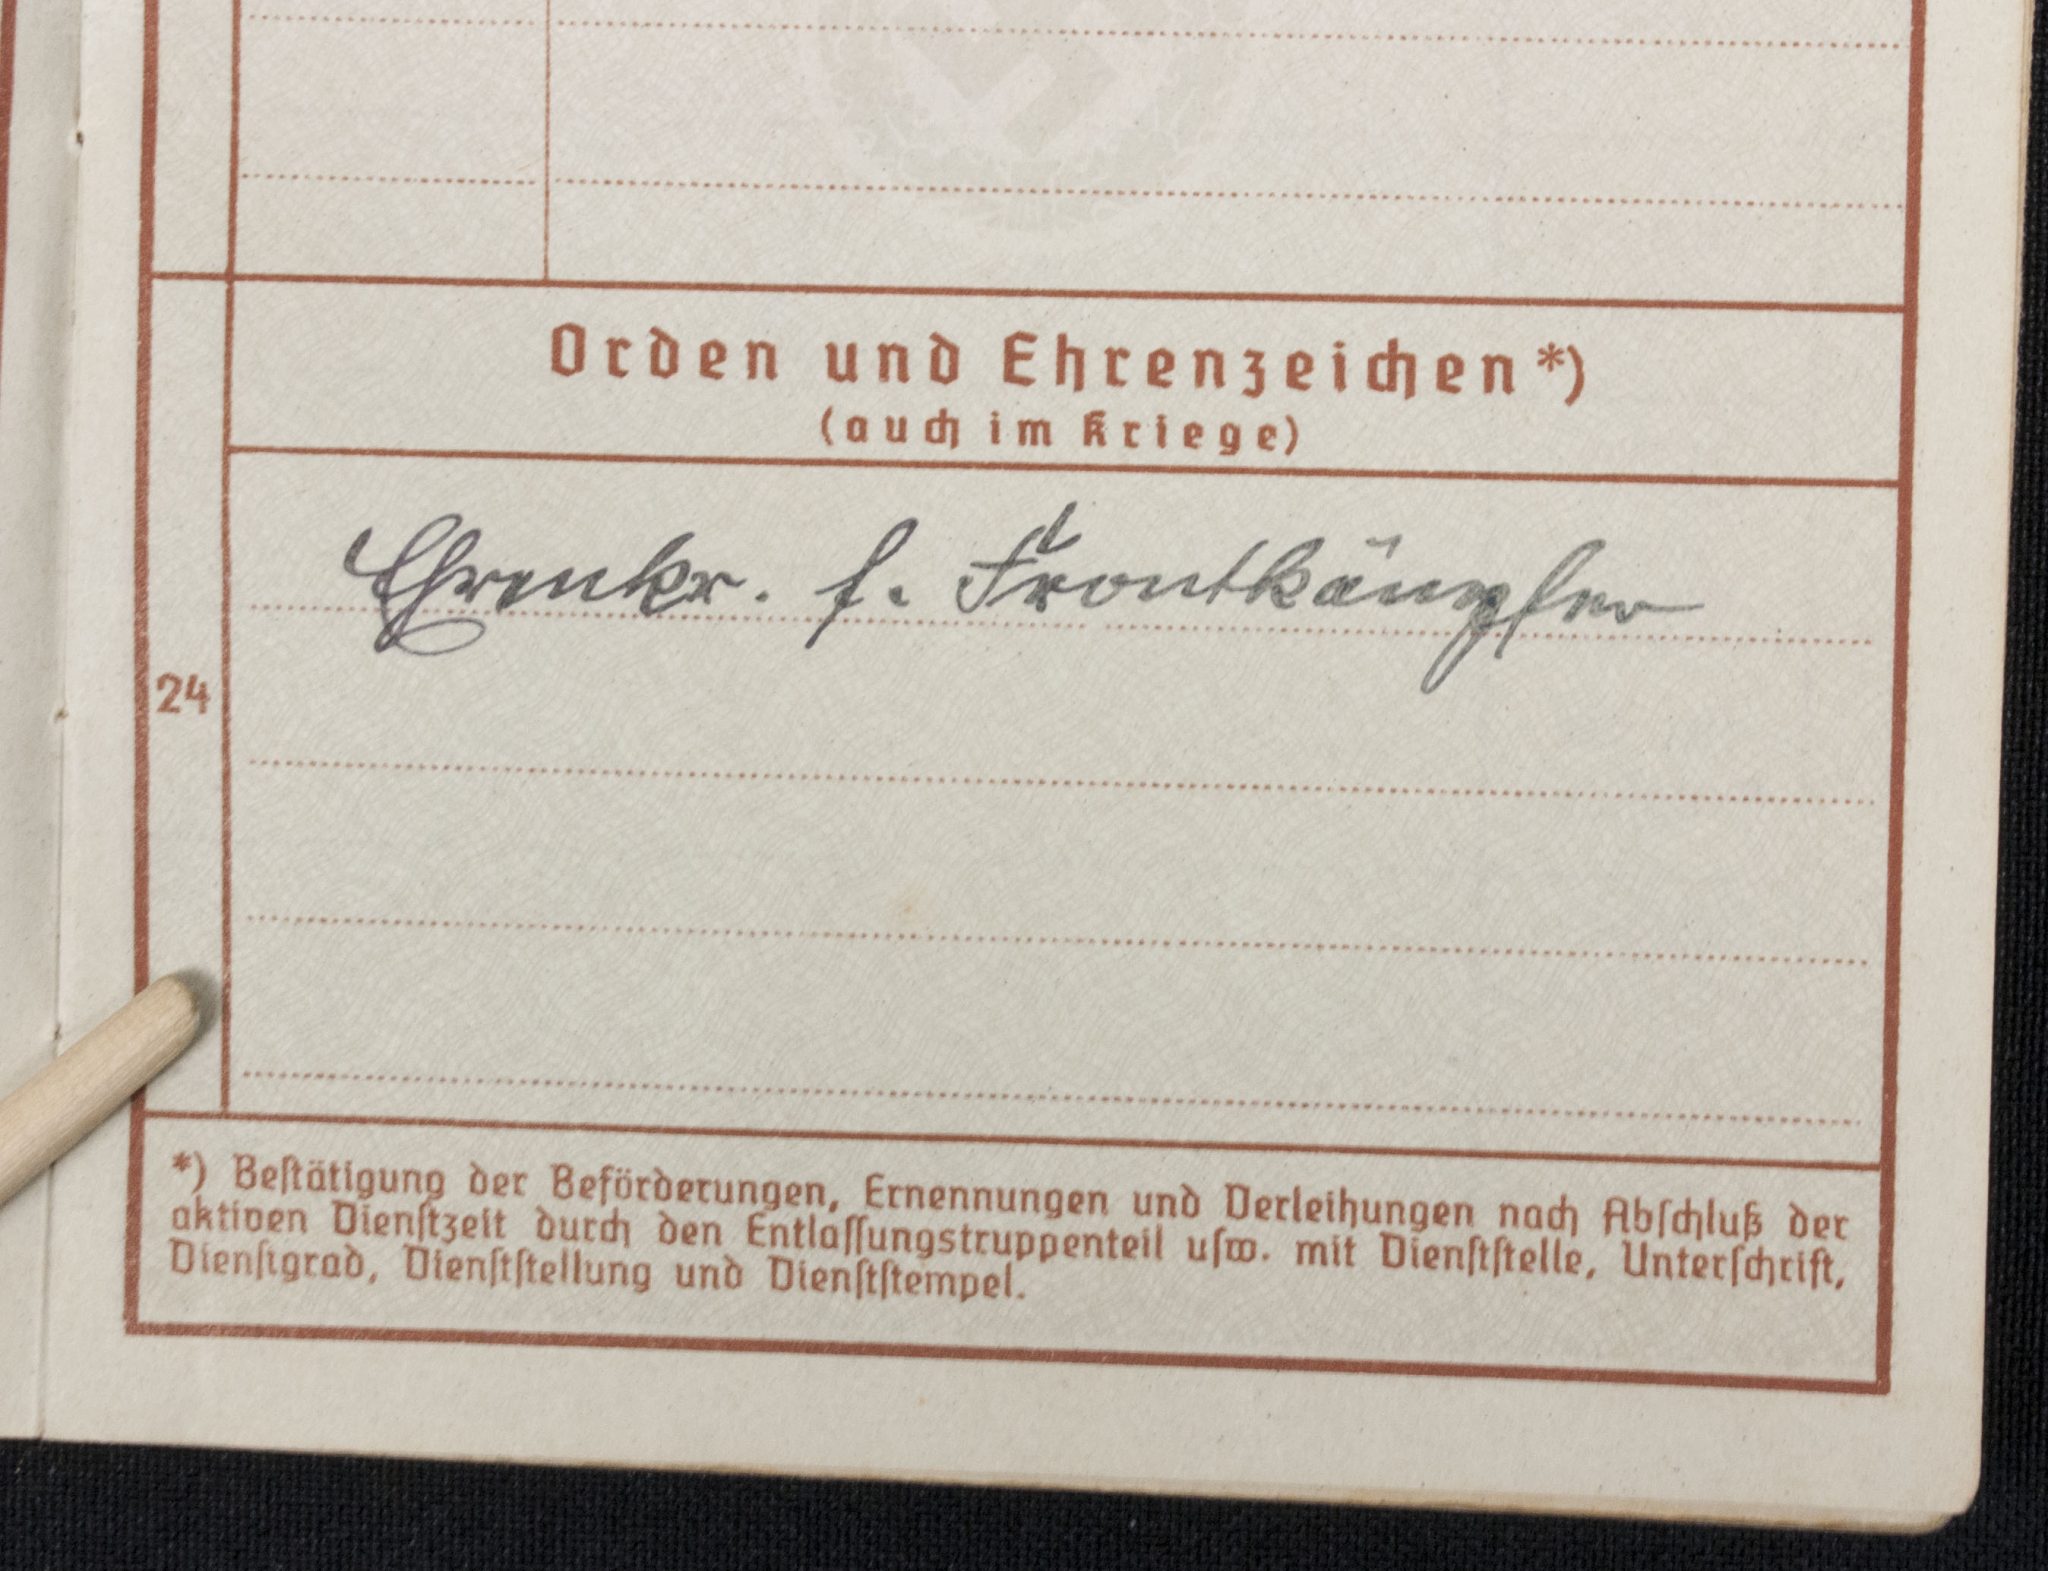 Orden und Ehrenzeichen*)
(auch im Kriege)
Ehrenkr. f. Frontkämpfer
24
*) Bestätigung der Beförderungen, Ernennungen und Verleihungen nach Abschluß der
aktiven Dienstzeit durch den Entlassungstruppenteil usw. mit Dienststelle, Unterschrift,
Dienstgrad, Dienststellung und Dienststempel.